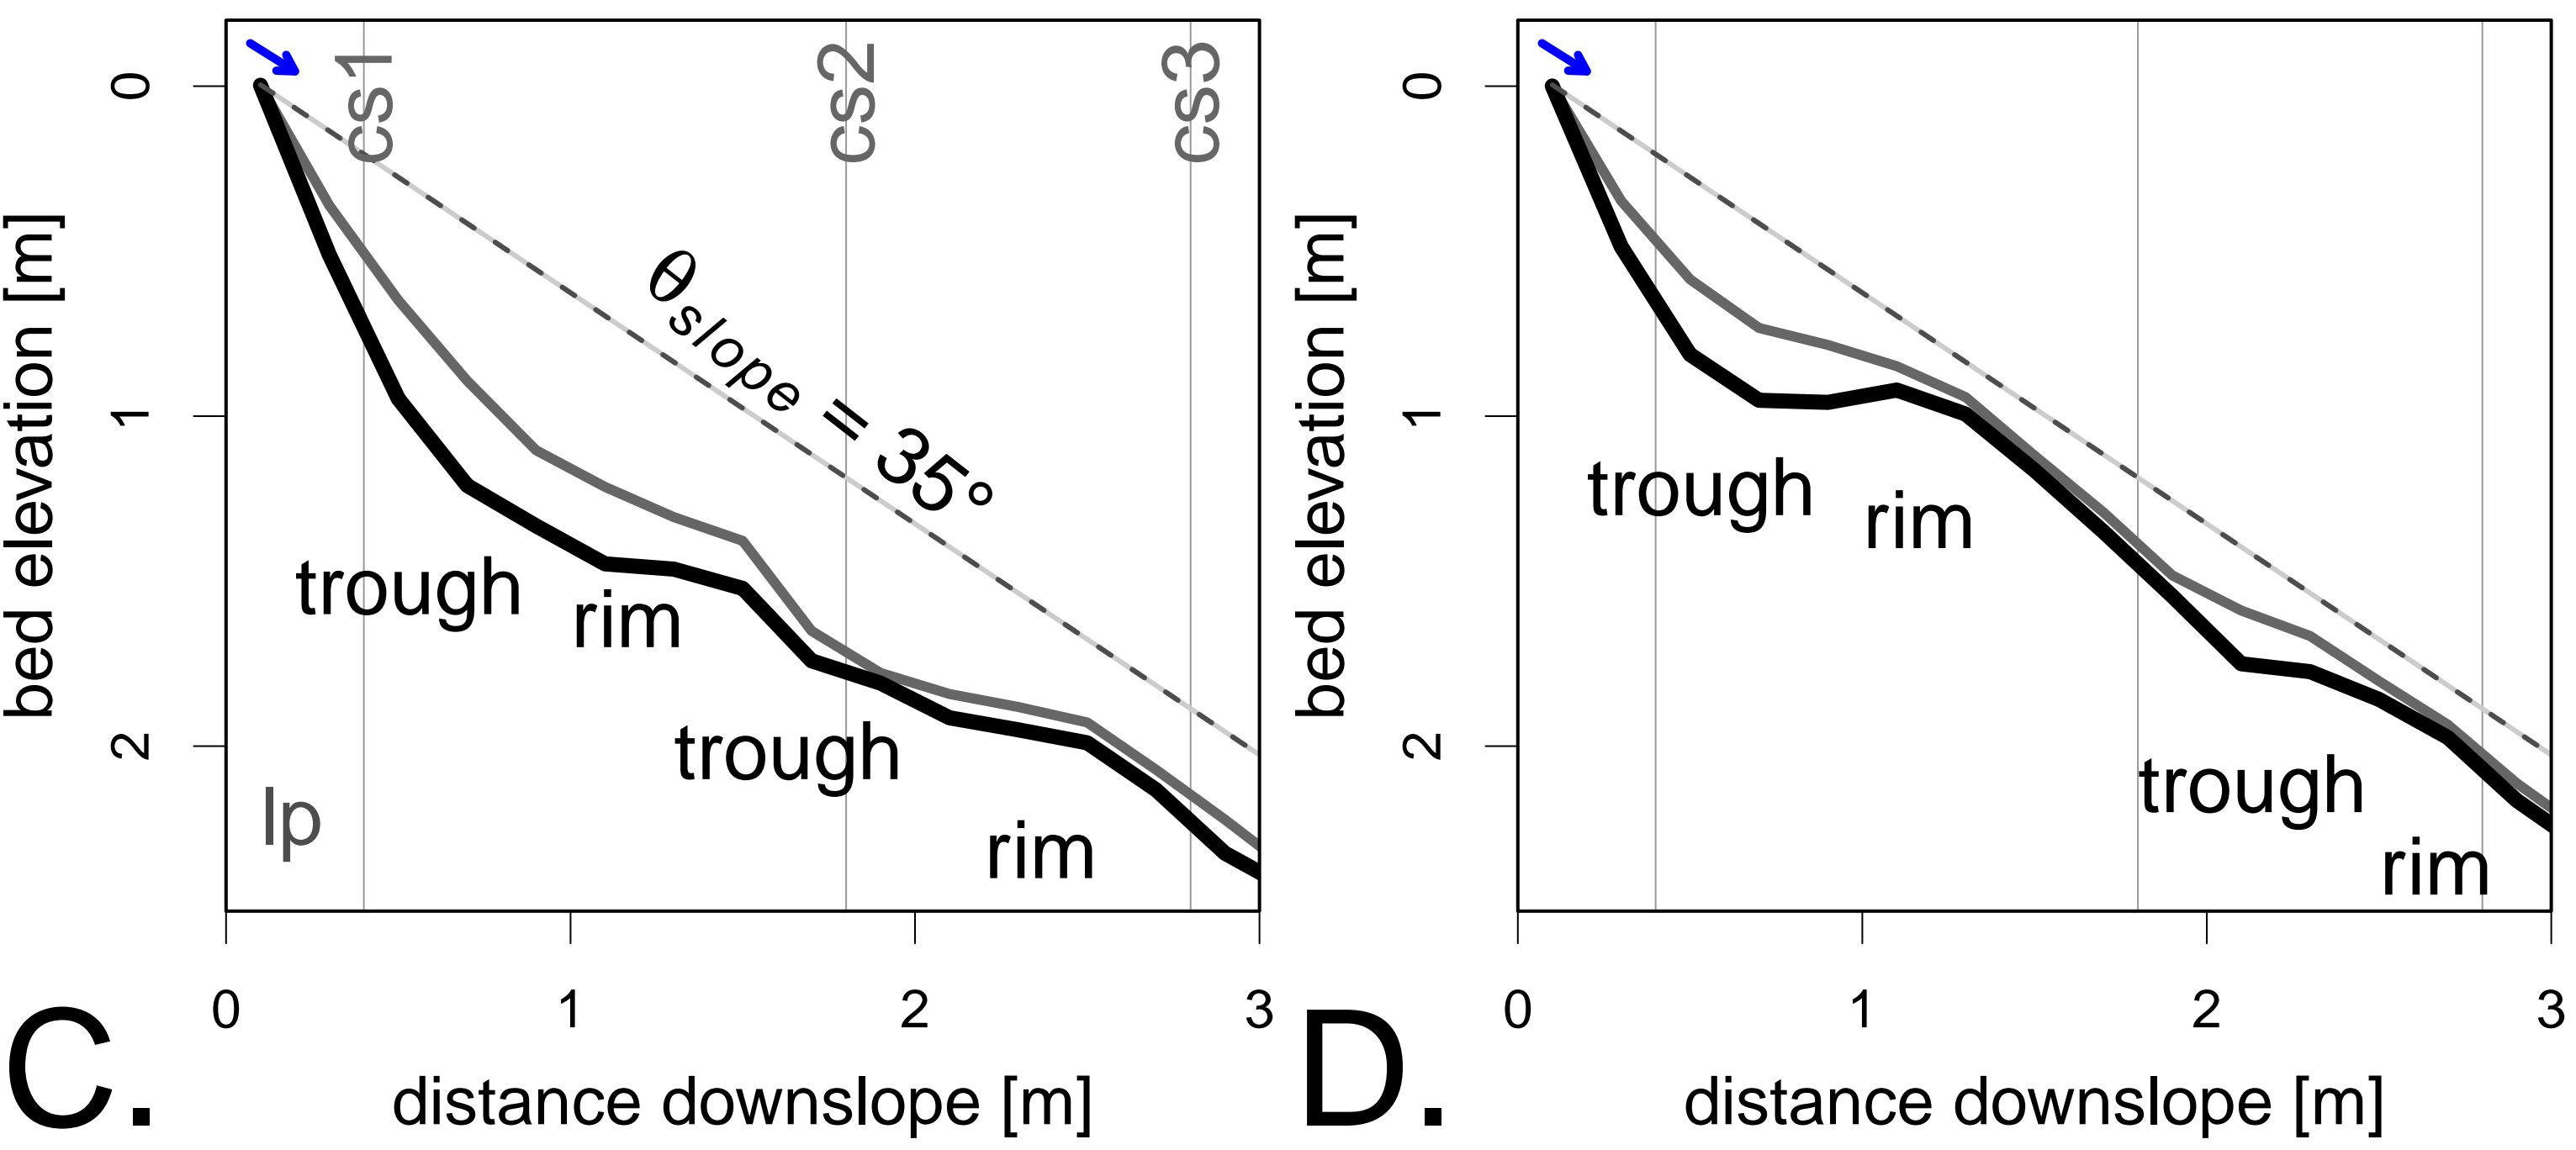 bed elevation [m]
0
1
2
cs1
cs2
cs3
θslope = 35°
trough
rim
trough
rim
lp
0
1
2
3
distance downslope [m]
C.
bed elevation [m]
0
1
2
trough
rim
trough
rim
0
1
2
3
distance downslope [m]
D.